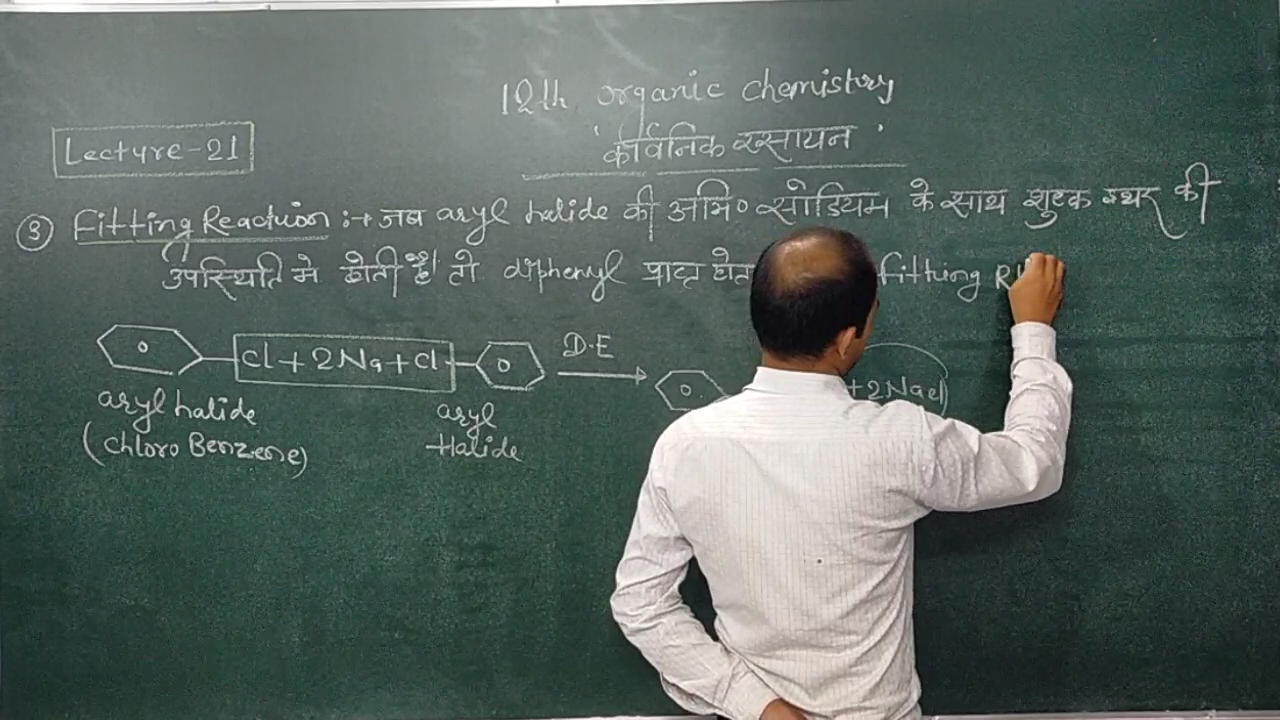 12th organic chemistry
Lecture-21
'कार्वनिक रसायन'
③ Fitting Reaction :→ जब aryl halide की अभि० सोडियम के साथ शुष्क ईथर की
उपस्थिति मे होती है तो diphenyl प्राप्त fitting
Cl + 2Na + Cl D.E + 2NaCl
aryl halide aryl
(chloro Benzene) Halide